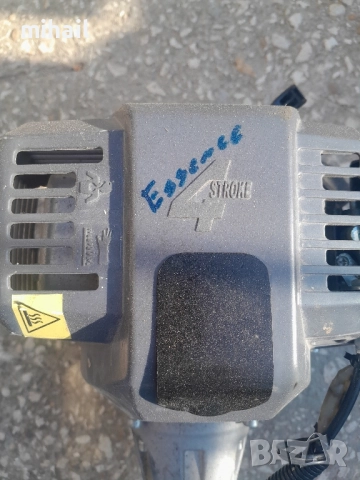 mihail
Essence
4
STROKE
BAZAR